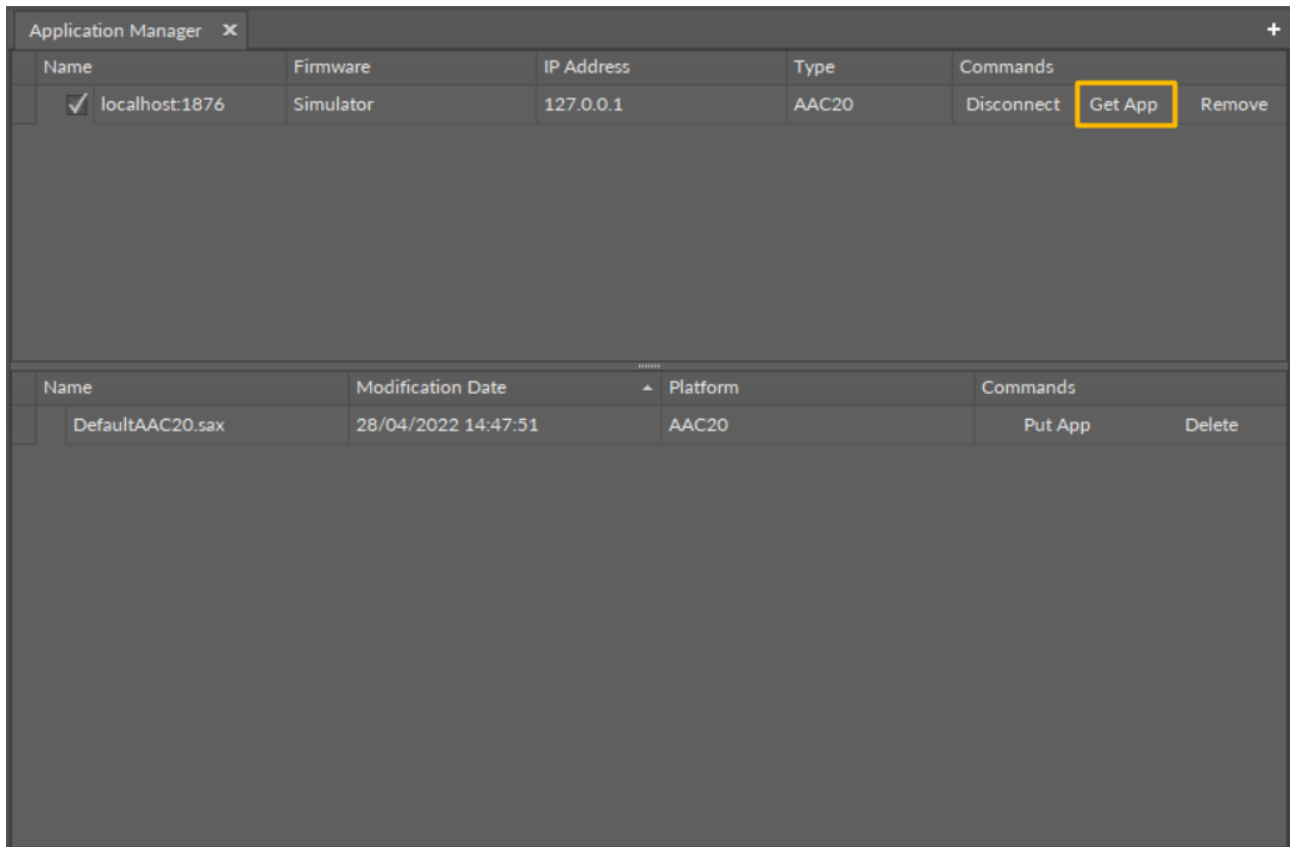 Application Manager
Name Firmware IP Address Type Commands
localhost:1876 Simulator 127.0.0.1 AAC20 Disconnect Get App Remove
Name Modification Date Platform Commands
DefaultAAC20.sax 28/04/2022 14:47:51 AAC20 Put App Delete